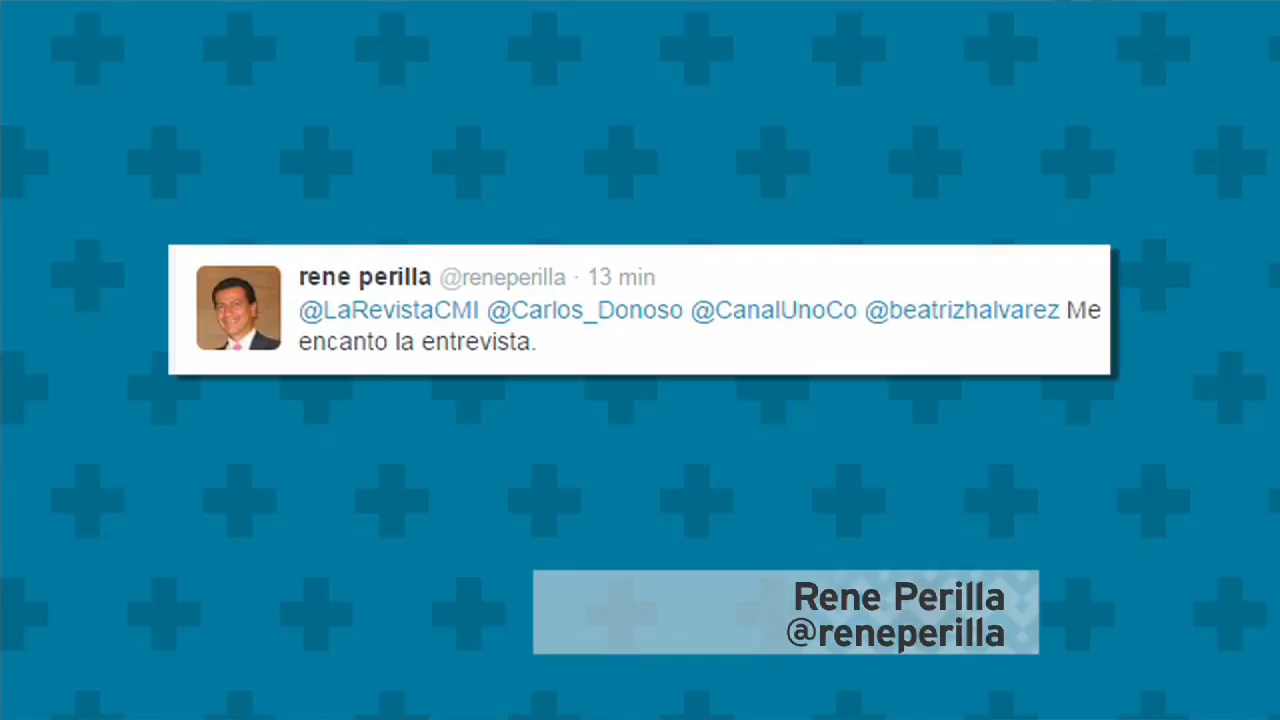 rene perilla @reneperilla · 13 min
@LaRevistaCMI @Carlos_Donoso @CanalUnoCo @beatrizhalvarez Me
encanto la entrevista.
Rene Perilla
@reneperilla